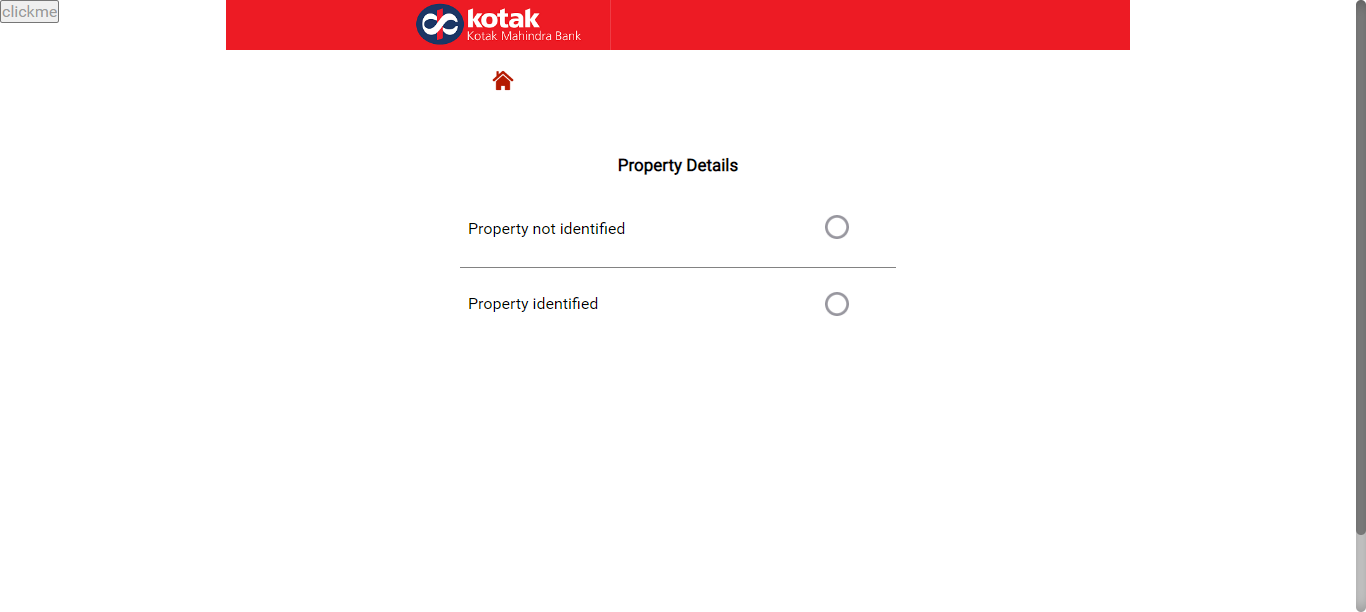 clickme
kotak
Kotak Mahindra Bank
Property Details
Property not identified
Property identified